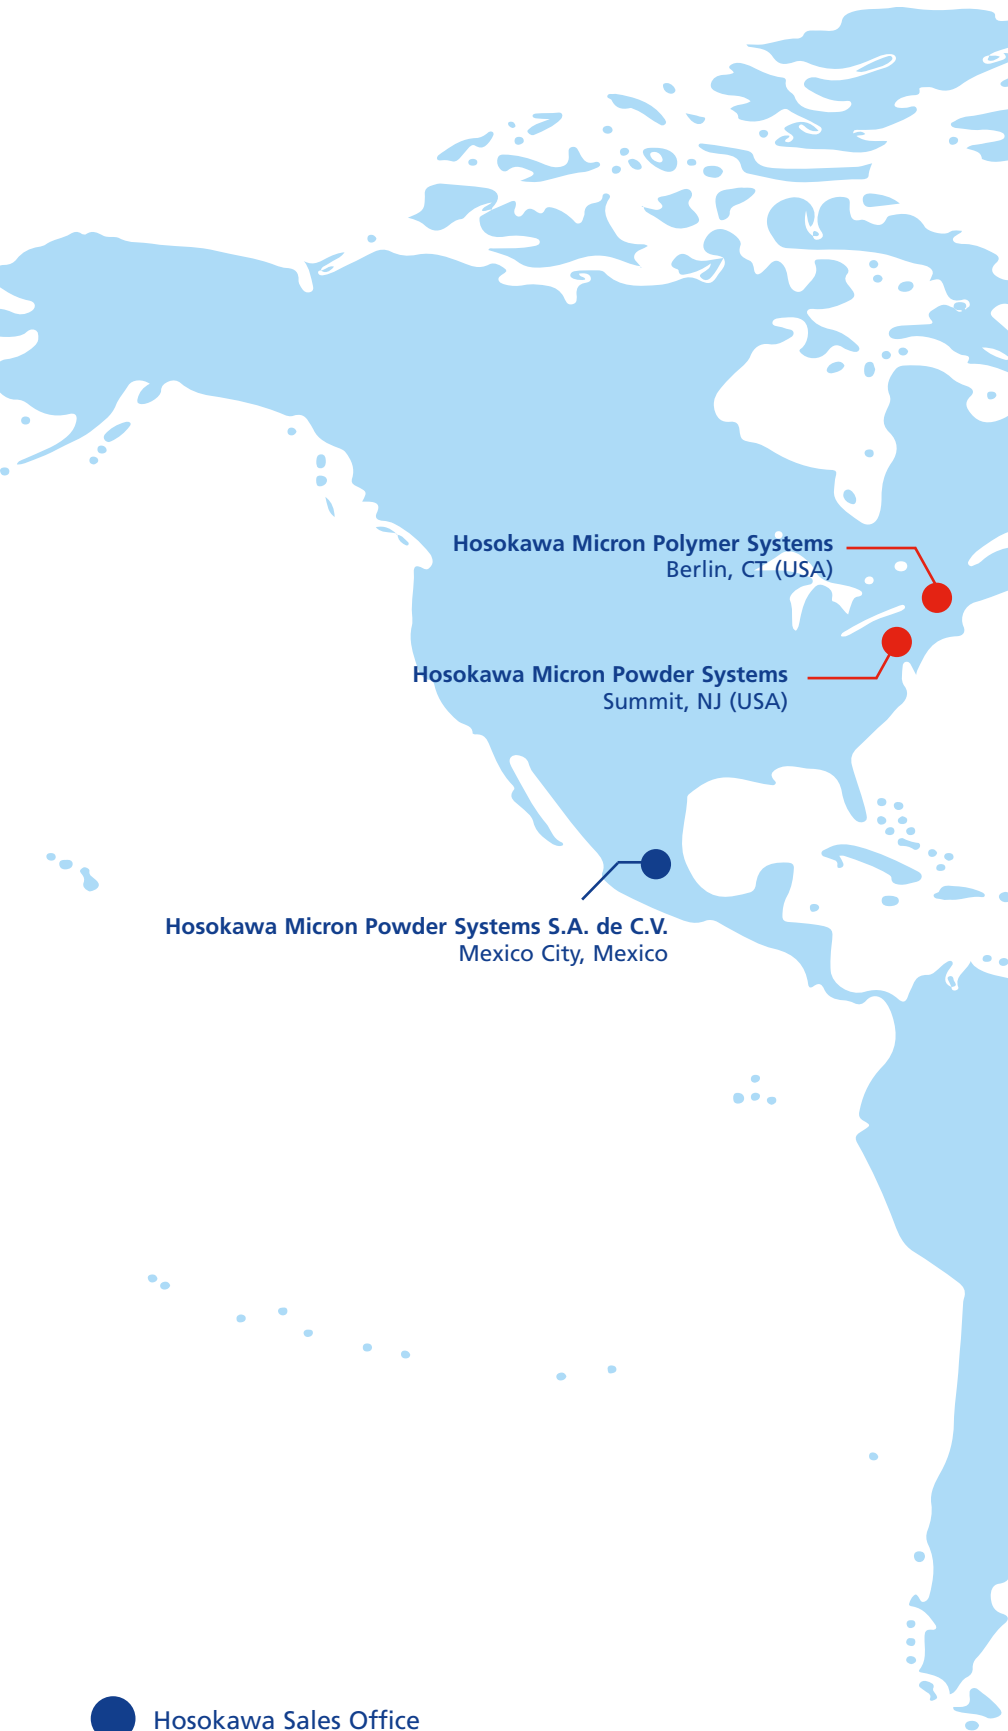 Hosokawa Micron Polymer Systems
Berlin, CT (USA)
Hosokawa Micron Powder Systems
Summit, NJ (USA)
Hosokawa Micron Powder Systems S.A. de C.V.
Mexico City, Mexico
Hosokawa Sales Office